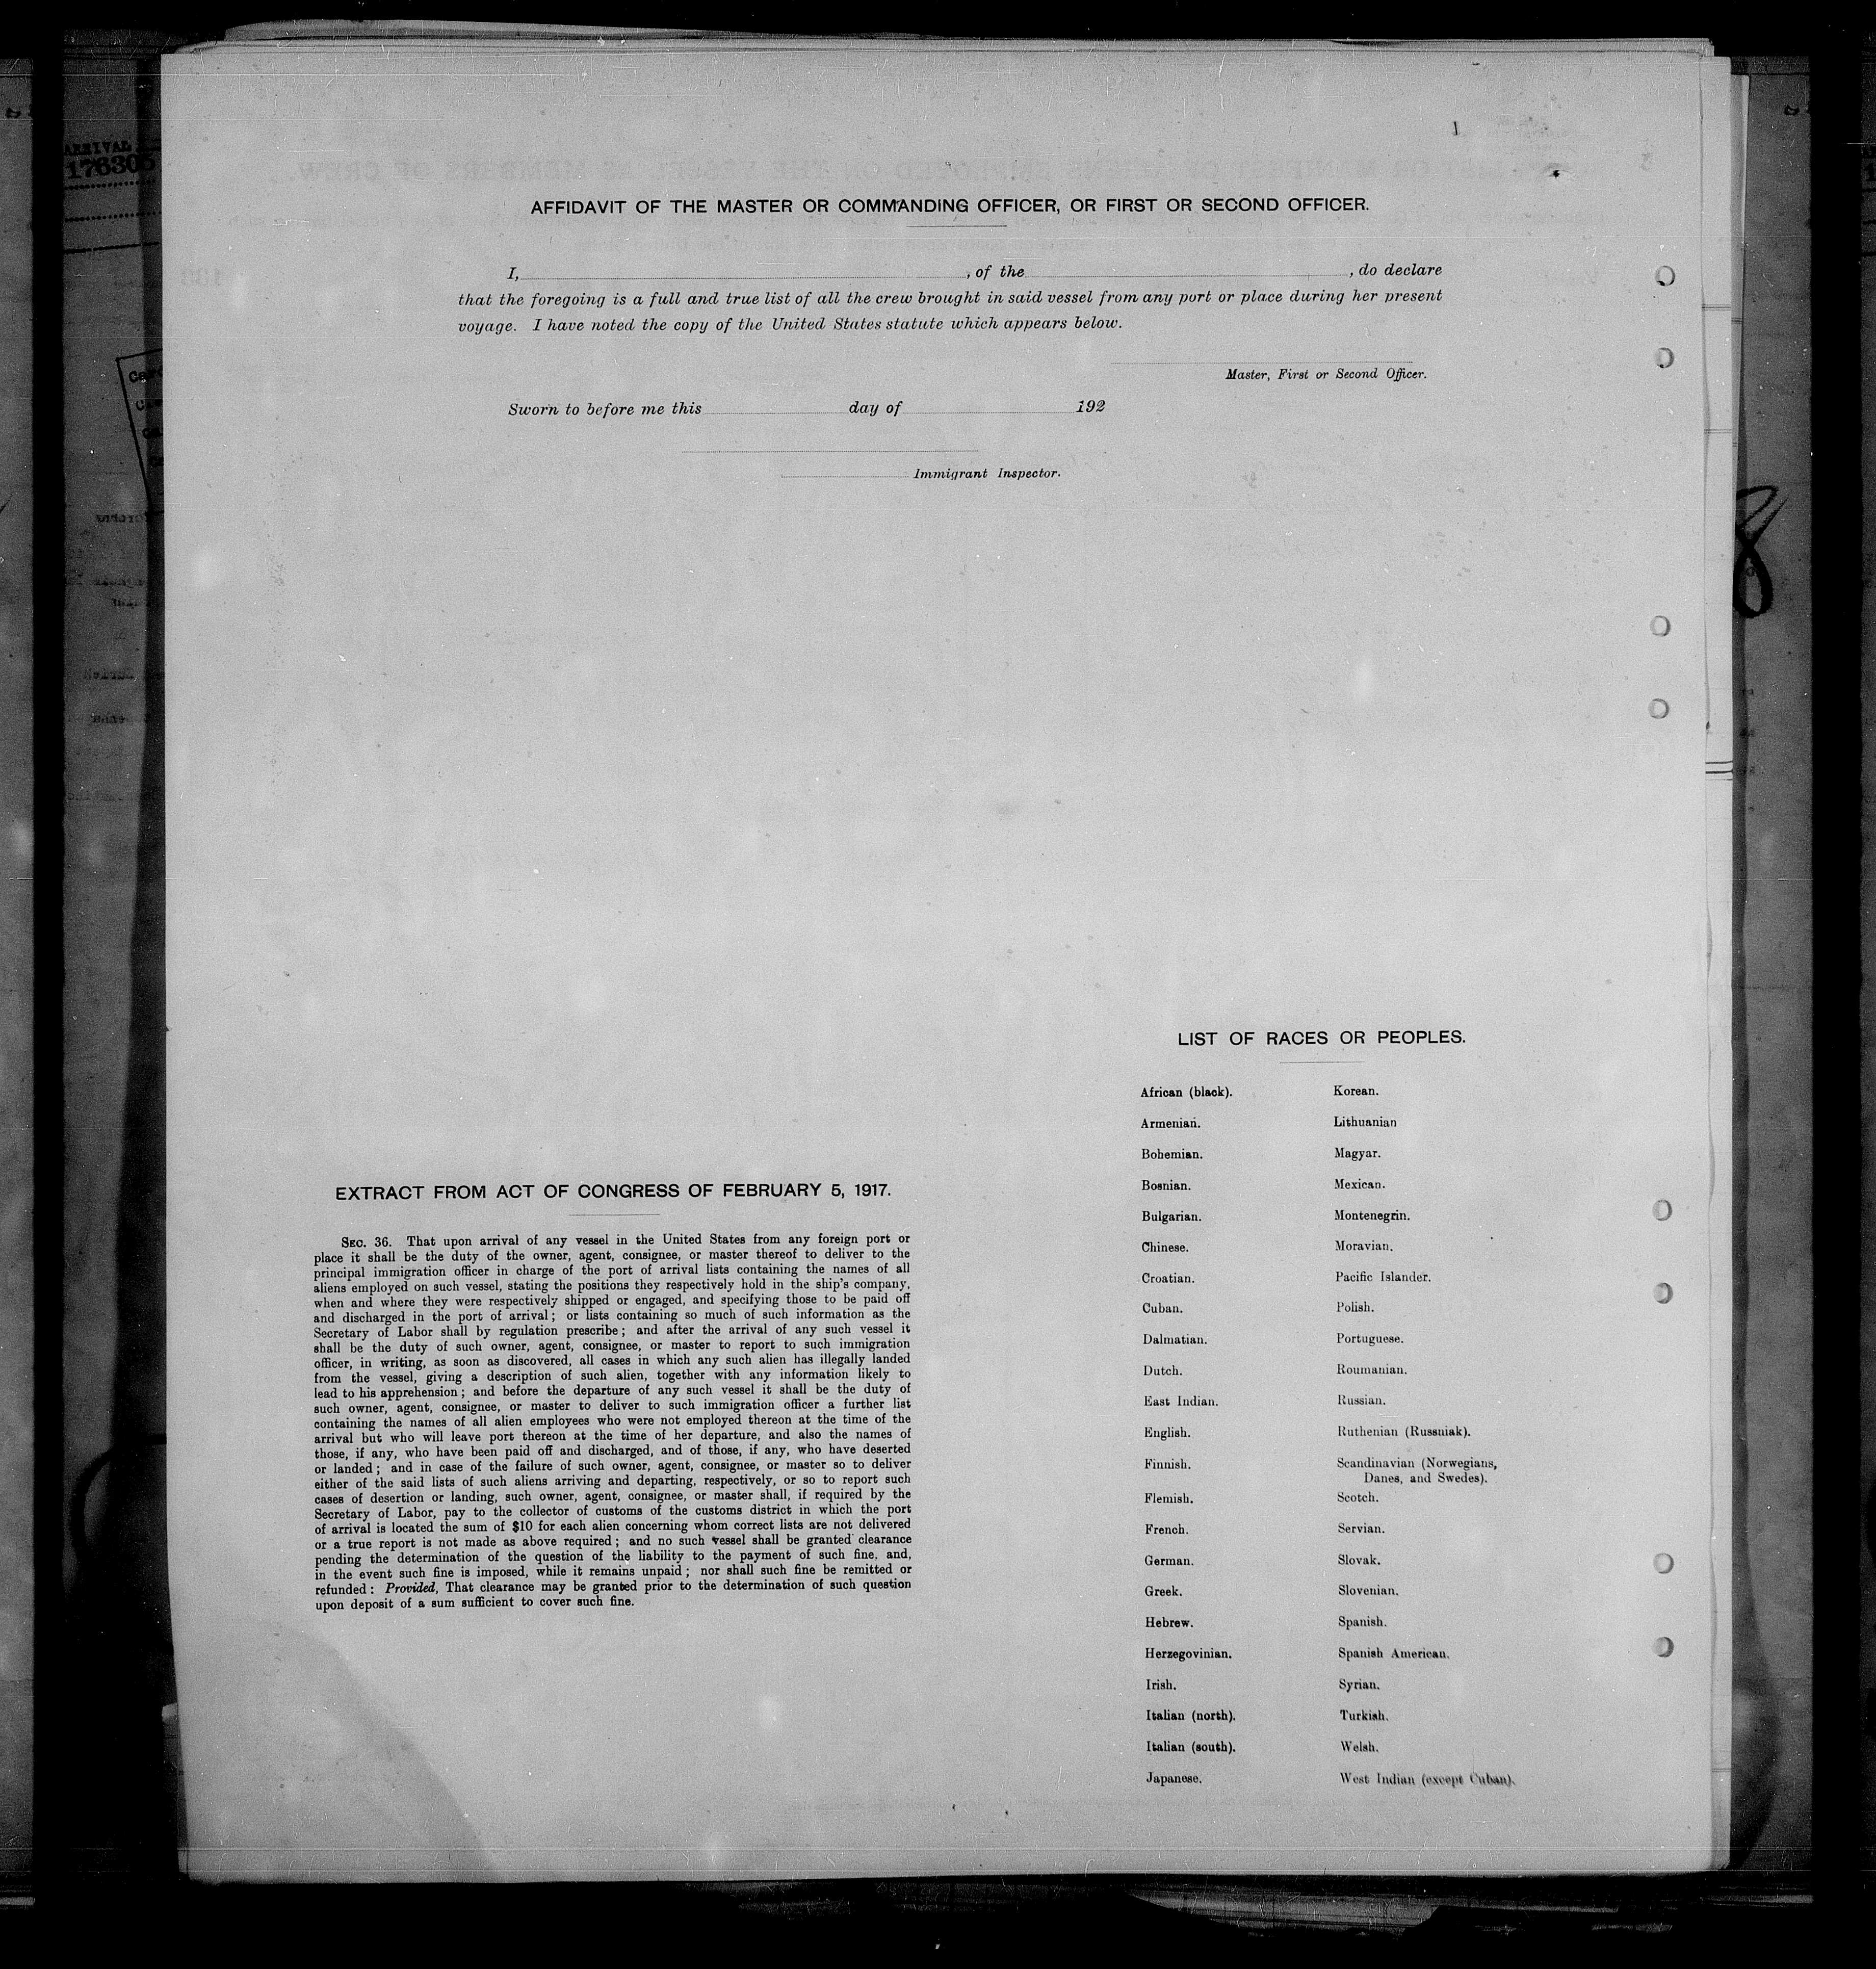 ARRIVAL
176305
AFFIDAVIT OF THE MASTER OR COMMANDING OFFICER, OR FIRST OR SECOND OFFICER.
I, , of the , do declare
that the foregoing is a full and true list of all the crew brought in said vessel from any port or place during her present
voyage. I have noted the copy of the United States statute which appears below.
Master, First or Second Officer.
Sworn to before me this day of 192
Immigrant Inspector.
8
EXTRACT FROM ACT OF CONGRESS OF FEBRUARY 5, 1917.
SEC. 36. That upon arrival of any vessel in the United States from any foreign port or
place it shall be the duty of the owner, agent, consignee, or master thereof to deliver to the
principal immigration officer in charge of the port of arrival lists containing the names of all
aliens employed on such vessel, stating the positions they respectively hold in the ship's company,
when and where they were respectively shipped or engaged, and specifying those to be paid off
and discharged in the port of arrival; or lists containing so much of such information as the
Secretary of Labor shall by regulation prescribe; and after the arrival of any such vessel it
shall be the duty of such owner, agent, consignee, or master to report to such immigration
officer, in writing, as soon as discovered, all cases in which any such alien has illegally landed
from the vessel, giving a description of such alien, together with any information likely to
lead to his apprehension; and before the departure of any such vessel it shall be the duty of
such owner, agent, consignee, or master to deliver to such immigration officer a further list
containing the names of all alien employees who were not employed thereon at the time of the
arrival but who will leave port thereon at the time of her departure, and also the names of
those, if any, who have been paid off and discharged, and of those, if any, who have deserted
or landed; and in case of the failure of such owner, agent, consignee, or master so to deliver
either of the said lists of such aliens arriving and departing, respectively, or so to report such
cases of desertion or landing, such owner, agent, consignee, or master shall, if required by the
Secretary of Labor, pay to the collector of customs of the customs district in which the port
of arrival is located the sum of $10 for each alien concerning whom correct lists are not delivered
or a true report is not made as above required; and no such vessel shall be granted clearance
pending the determination of the question of the liability to the payment of such fine, and,
in the event such fine is imposed, while it remains unpaid; nor shall such fine be remitted or
refunded: Provided, That clearance may be granted prior to the determination of such question
upon deposit of a sum sufficient to cover such fine.
LIST OF RACES OR PEOPLES.
African (black).
Armenian.
Bohemian.
Bosnian.
Bulgarian.
Chinese.
Croatian.
Cuban.
Dalmatian.
Dutch.
East Indian.
English.
Finnish.
Flemish.
French.
German.
Greek.
Hebrew.
Herzegovinian.
Irish.
Italian (north).
Italian (south).
Japanese.
Korean.
Lithuanian
Magyar.
Mexican.
Montenegrin.
Moravian.
Pacific Islander.
Polish.
Portuguese.
Roumanian.
Russian.
Ruthenian (Russniak).
Scandinavian (Norwegians,
Danes, and Swedes).
Scotch.
Servian.
Slovak.
Slovenian.
Spanish.
Spanish American.
Syrian.
Turkish.
Welsh.
West Indian (except Cuban).